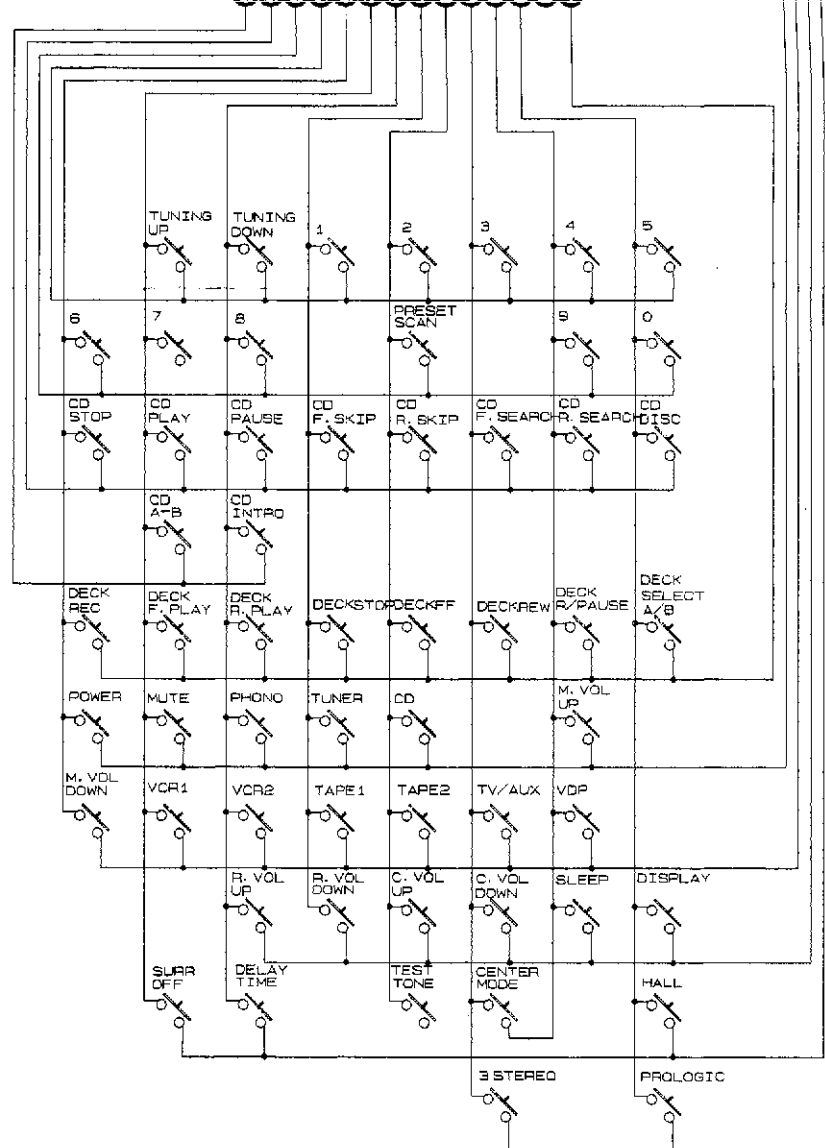 TUNING
UP
TUNING
DOWN
1
2
3
4
5
6
7
8
PRESET
SCAN
9
0
CD
STOP
CD
PLAY
CD
PAUSE
CD
F. SKIP
CD
R. SKIP
CD
F. SEARCH
CD
R. SEARCH
CD
DISC
CD
A-B
CD
INTRO
DECK
REC
DECK
F. PLAY
DECK
R. PLAY
DECKSTOP
DECKFF
DECKREW
DECK
R/PAUSE
DECK
SELECT
A/B
POWER
MUTE
PHONO
TUNER
CD
M. VOL
UP
M. VOL
DOWN
VCR1
VCR2
TAPE1
TAPE2
TV/AUX
VDP
R. VOL
UP
R. VOL
DOWN
C. VOL
UP
C. VOL
DOWN
SLEEP
DISPLAY
SURR
OFF
DELAY
TIME
TEST
TONE
CENTER
MODE
HALL
3 STEREO
PROLOGIC